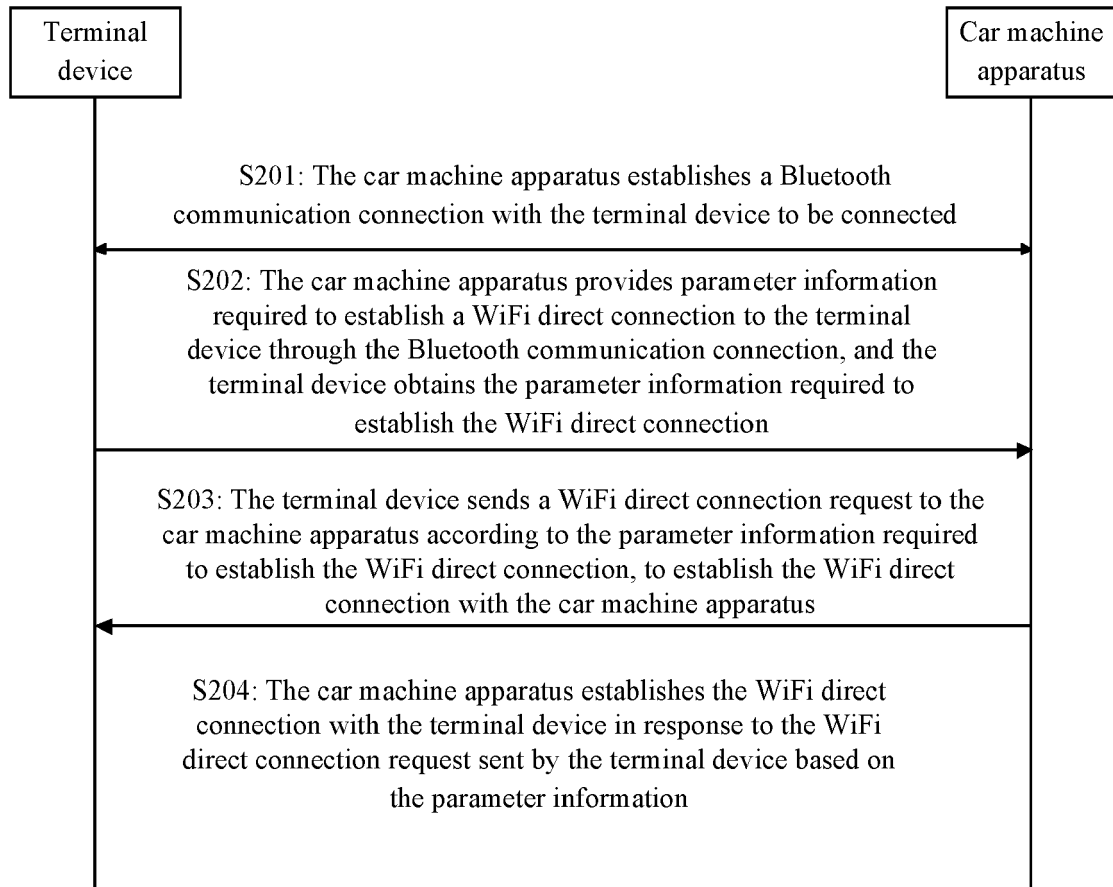 Terminal
device
Car machine
apparatus
S201: The car machine apparatus establishes a Bluetooth
communication connection with the terminal device to be connected
S202: The car machine apparatus provides parameter information
required to establish a WiFi direct connection to the terminal
device through the Bluetooth communication connection, and the
terminal device obtains the parameter information required to
establish the WiFi direct connection
S203: The terminal device sends a WiFi direct connection request to the
car machine apparatus according to the parameter information required
to establish the WiFi direct connection, to establish the WiFi direct
connection with the car machine apparatus
S204: The car machine apparatus establishes the WiFi direct
connection with the terminal device in response to the WiFi
direct connection request sent by the terminal device based on
the parameter information